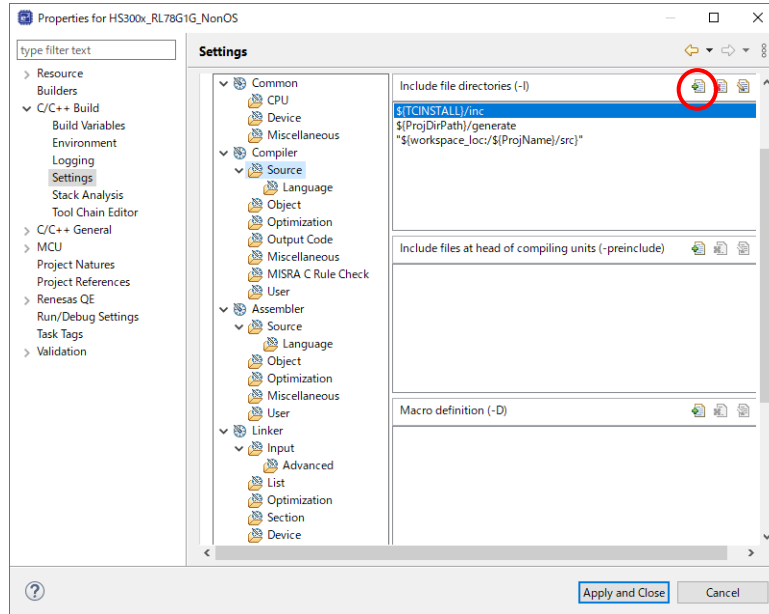 Properties for HS300x_RL78G1G_NonOS
type filter text
Settings
Resource
Builders
C/C++ Build
Build Variables
Environment
Logging
Settings
Stack Analysis
Tool Chain Editor
C/C++ General
MCU
Project Natures
Project References
Renesas QE
Run/Debug Settings
Task Tags
Validation
Common
CPU
Device
Miscellaneous
Compiler
Source
Language
Object
Optimization
Output Code
Miscellaneous
MISRA C Rule Check
User
Assembler
Source
Language
Object
Optimization
Miscellaneous
User
Linker
Input
Advanced
List
Optimization
Section
Device
Include file directories (-I)
${TCINSTALL}/inc
${ProjDirPath}/generate
"${workspace_loc:/${ProjName}/src}"
Include files at head of compiling units (-preinclude)
Macro definition (-D)
Apply and Close
Cancel